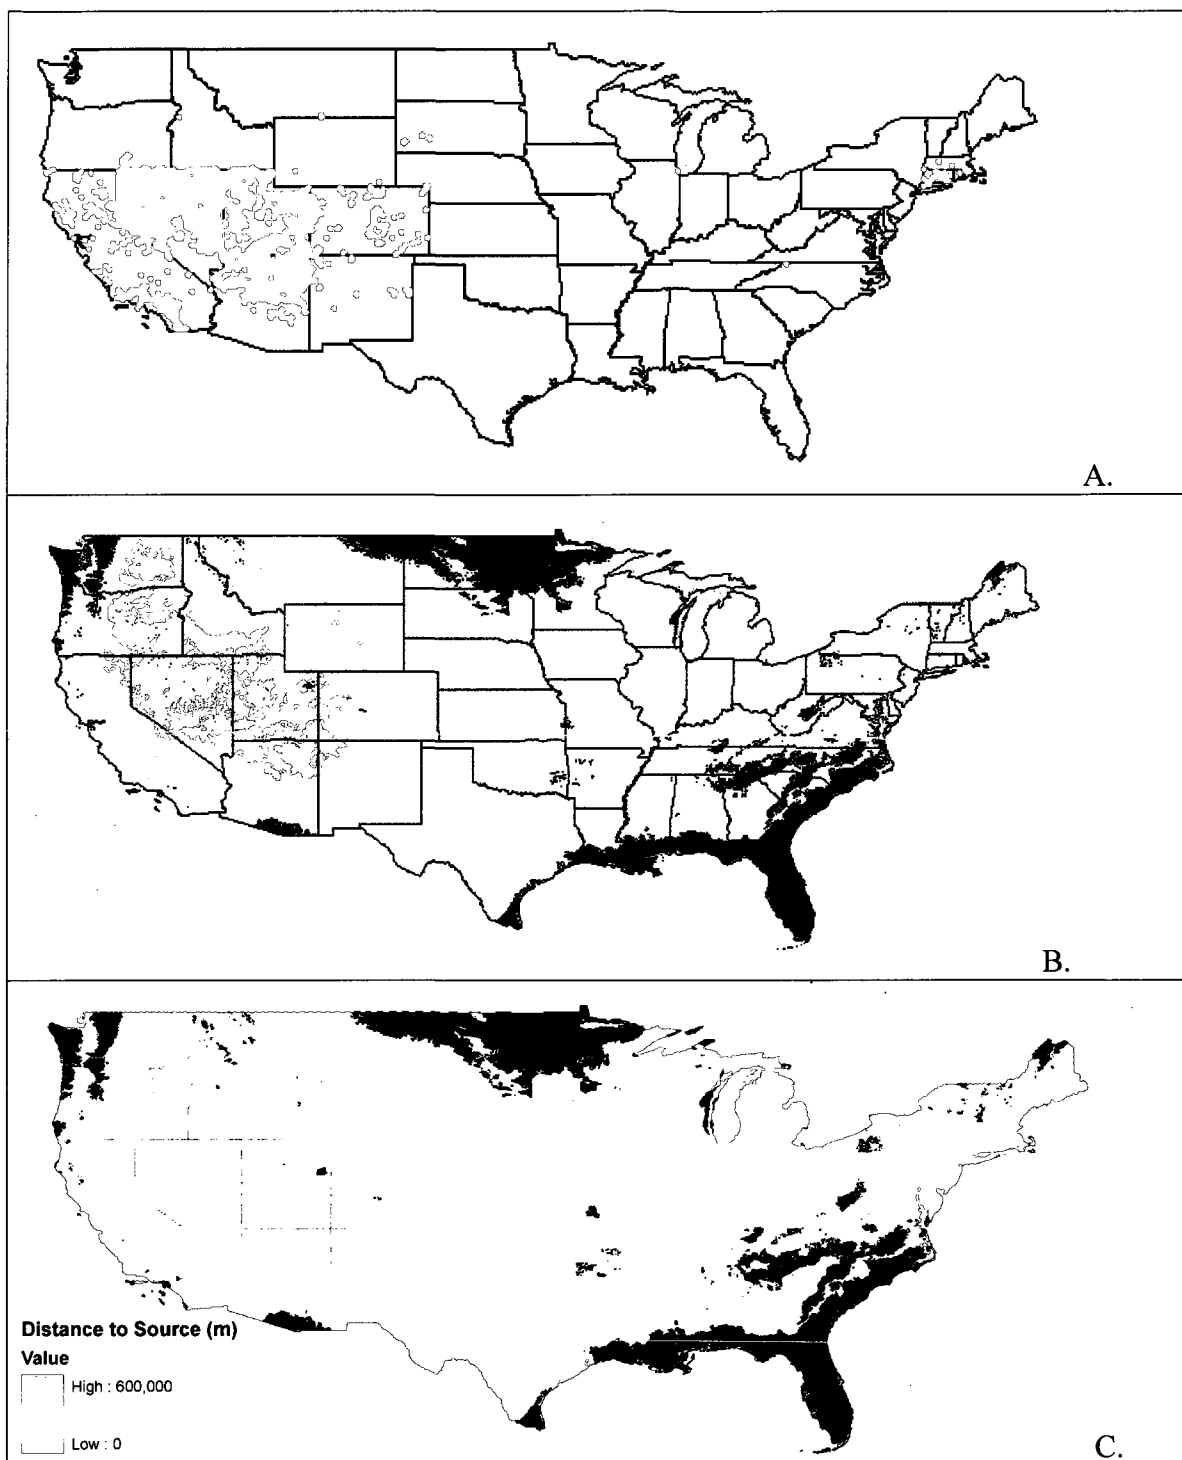 A.
B.
Distance to Source (m)
Value
High : 600,000
Low : 0
C.